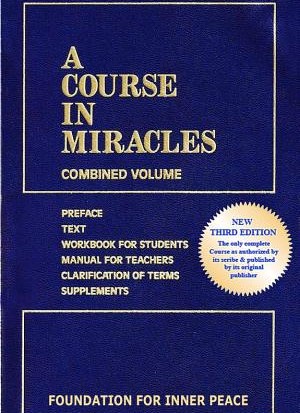 A
COURSE
IN
MIRACLES
COMBINED VOLUME
PREFACE
TEXT
WORKBOOK FOR STUDENTS
MANUAL FOR TEACHERS
CLARIFICATION OF TERMS
SUPPLEMENTS
NEW
THIRD EDITION
The only complete
Course as authorized by
its scribe & published
by its original
publisher
FOUNDATION FOR INNER PEACE